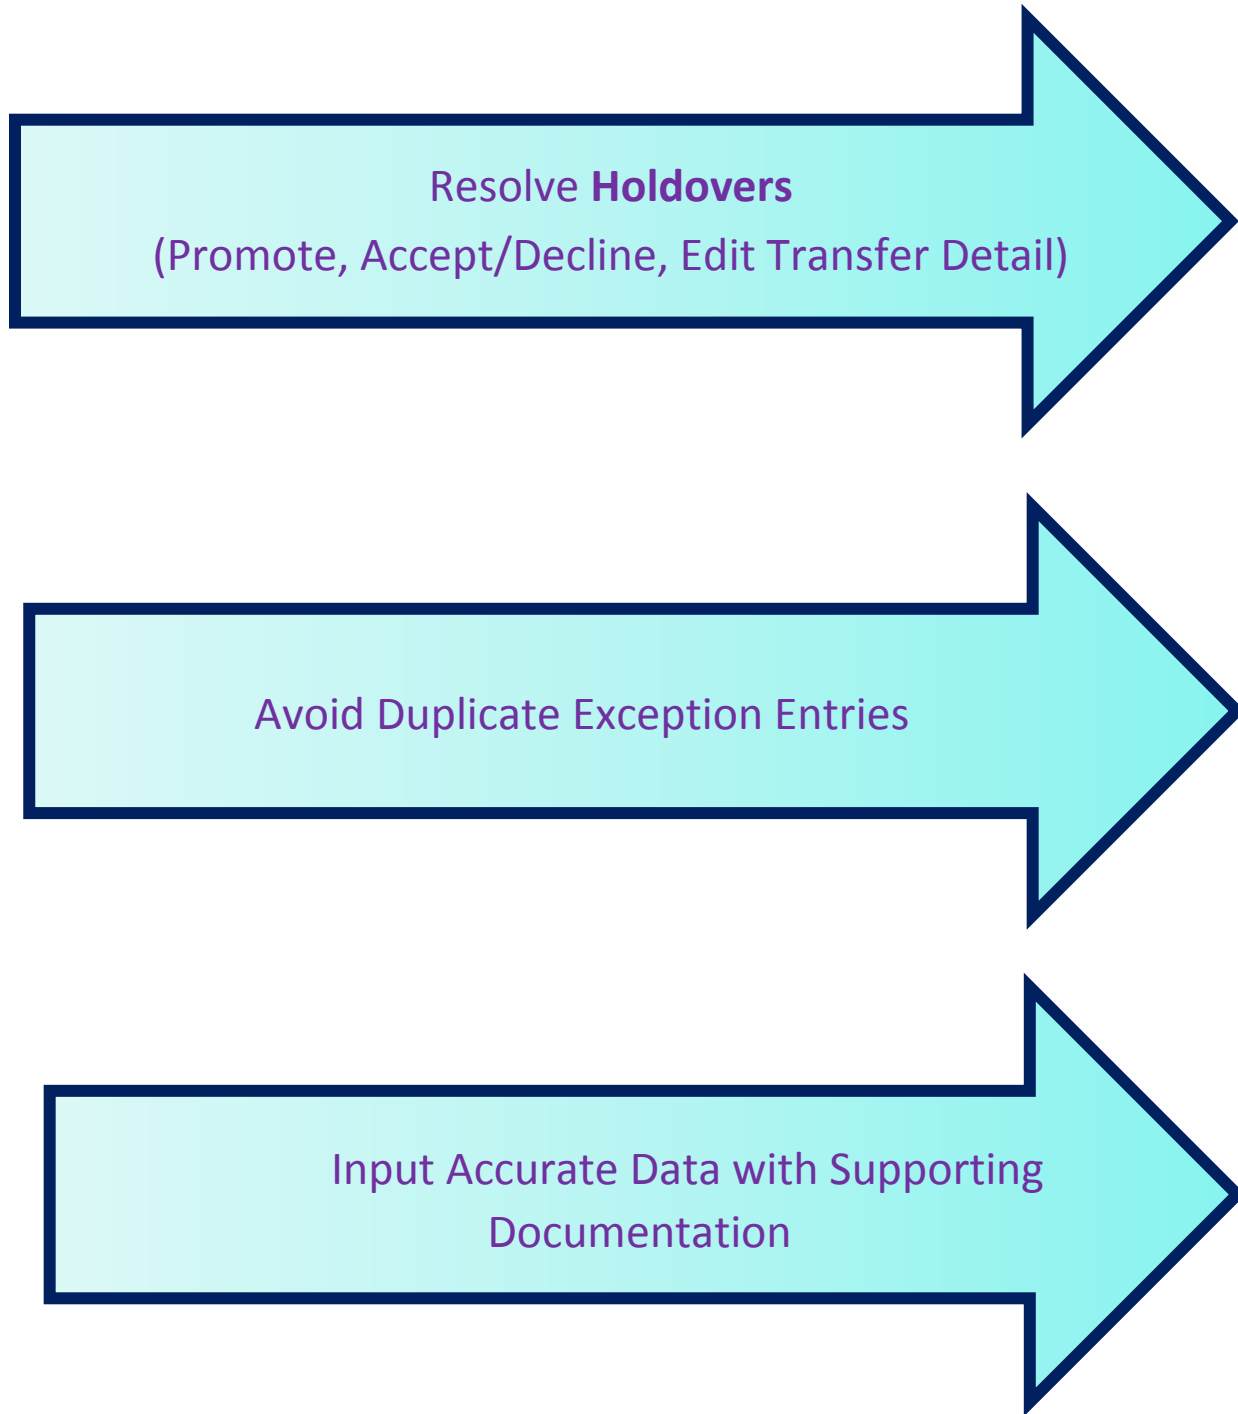 Resolve Holdovers
(Promote, Accept/Decline, Edit Transfer Detail)
Avoid Duplicate Exception Entries
Input Accurate Data with Supporting
Documentation